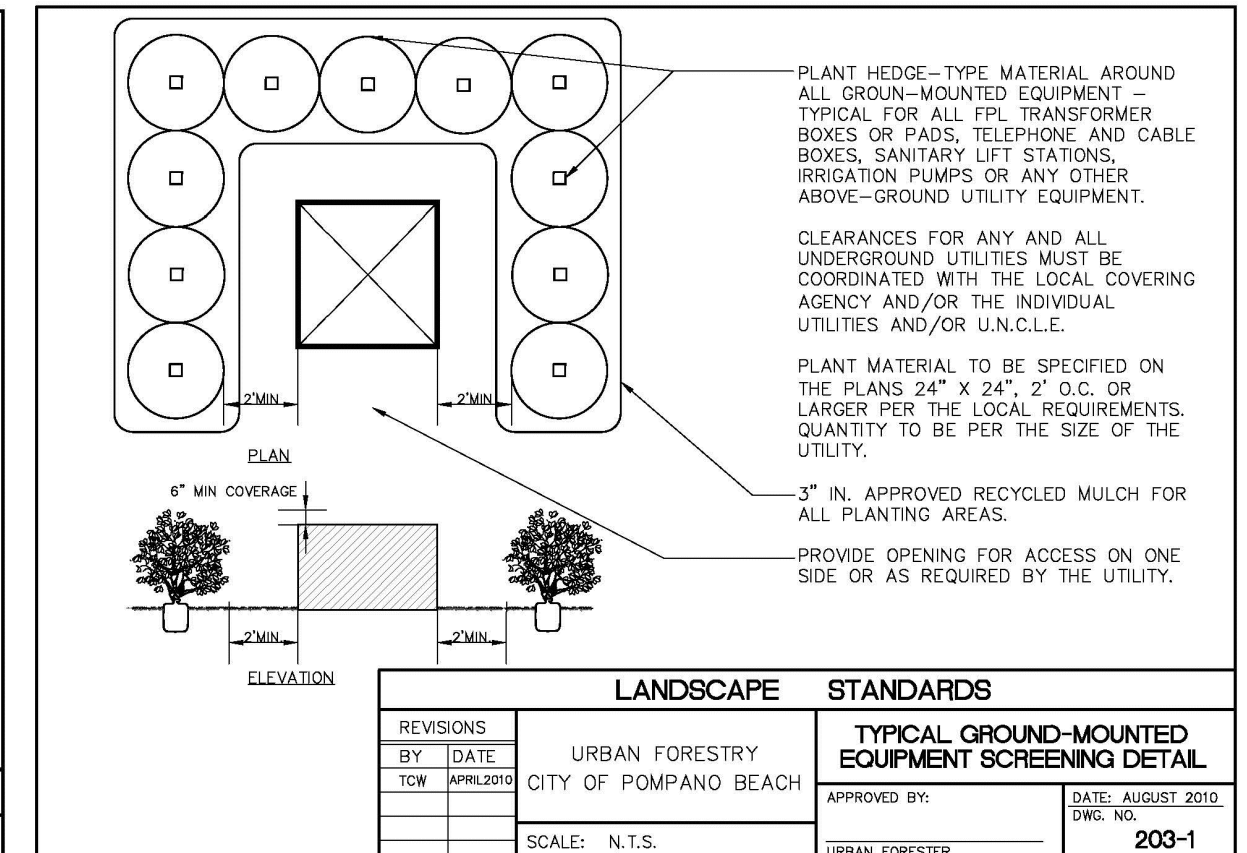 PLANT HEDGE-TYPE MATERIAL AROUND
ALL GROUN-MOUNTED EQUIPMENT -
TYPICAL FOR ALL FPL TRANSFORMER
BOXES OR PADS, TELEPHONE AND CABLE
BOXES, SANITARY LIFT STATIONS,
IRRIGATION PUMPS OR ANY OTHER
ABOVE-GROUND UTILITY EQUIPMENT.
CLEARANCES FOR ANY AND ALL
UNDERGROUND UTILITIES MUST BE
COORDINATED WITH THE LOCAL COVERING
AGENCY AND/OR THE INDIVIDUAL
UTILITIES AND/OR U.N.C.L.E.
PLANT MATERIAL TO BE SPECIFIED ON
THE PLANS 24" X 24", 2' O.C. OR
LARGER PER THE LOCAL REQUIREMENTS.
QUANTITY TO BE PER THE SIZE OF THE
UTILITY.
3" IN. APPROVED RECYCLED MULCH FOR
ALL PLANTING AREAS.
PROVIDE OPENING FOR ACCESS ON ONE
SIDE OR AS REQUIRED BY THE UTILITY.
2'MIN. 2'MIN.
PLAN
6" MIN COVERAGE
2'MIN. 2'MIN.
ELEVATION
LANDSCAPE STANDARDS
REVISIONS
BY DATE
TCW APRIL2010
URBAN FORESTRY
CITY OF POMPANO BEACH
SCALE: N.T.S.
TYPICAL GROUND-MOUNTED
EQUIPMENT SCREENING DETAIL
APPROVED BY:
URBAN FORESTER
DATE: AUGUST 2010
DWG. NO.
203-1